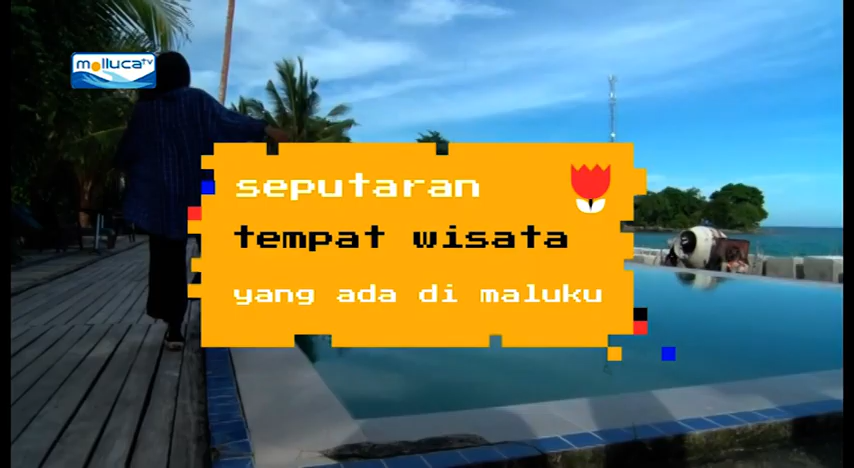 molluca tv
seputaran
tempat wisata
yang ada di maluku